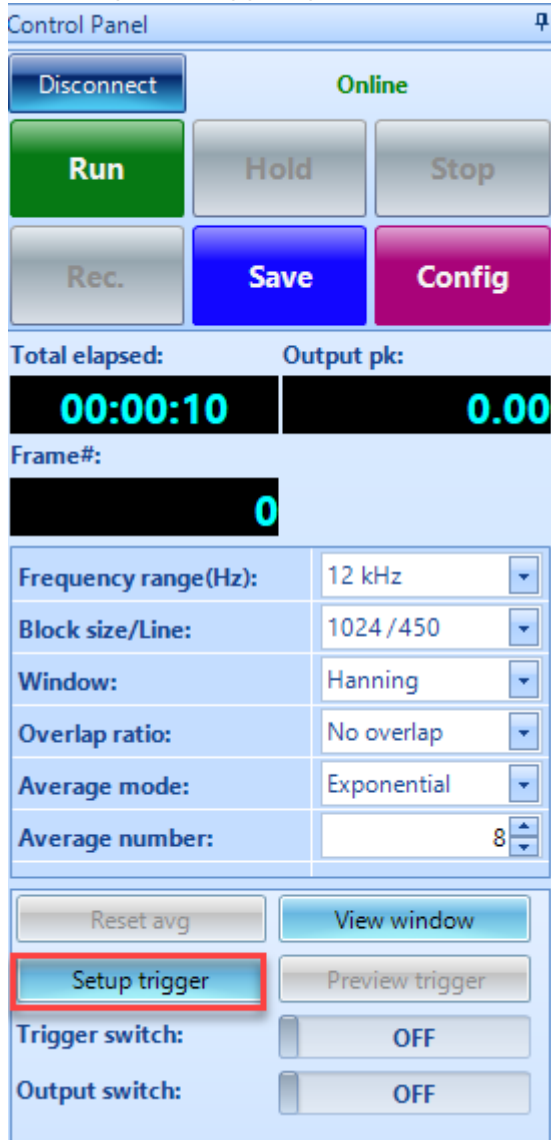 Control Panel
Disconnect Online
Run Hold Stop
Rec. Save Config
Total elapsed: Output pk:
00:00:10 0.00
Frame#:
0
Frequency range(Hz): 12 kHz
Block size/Line: 1024/450
Window: Hanning
Overlap ratio: No overlap
Average mode: Exponential
Average number: 8
Reset avg View window
Setup trigger Preview trigger
Trigger switch: OFF
Output switch: OFF